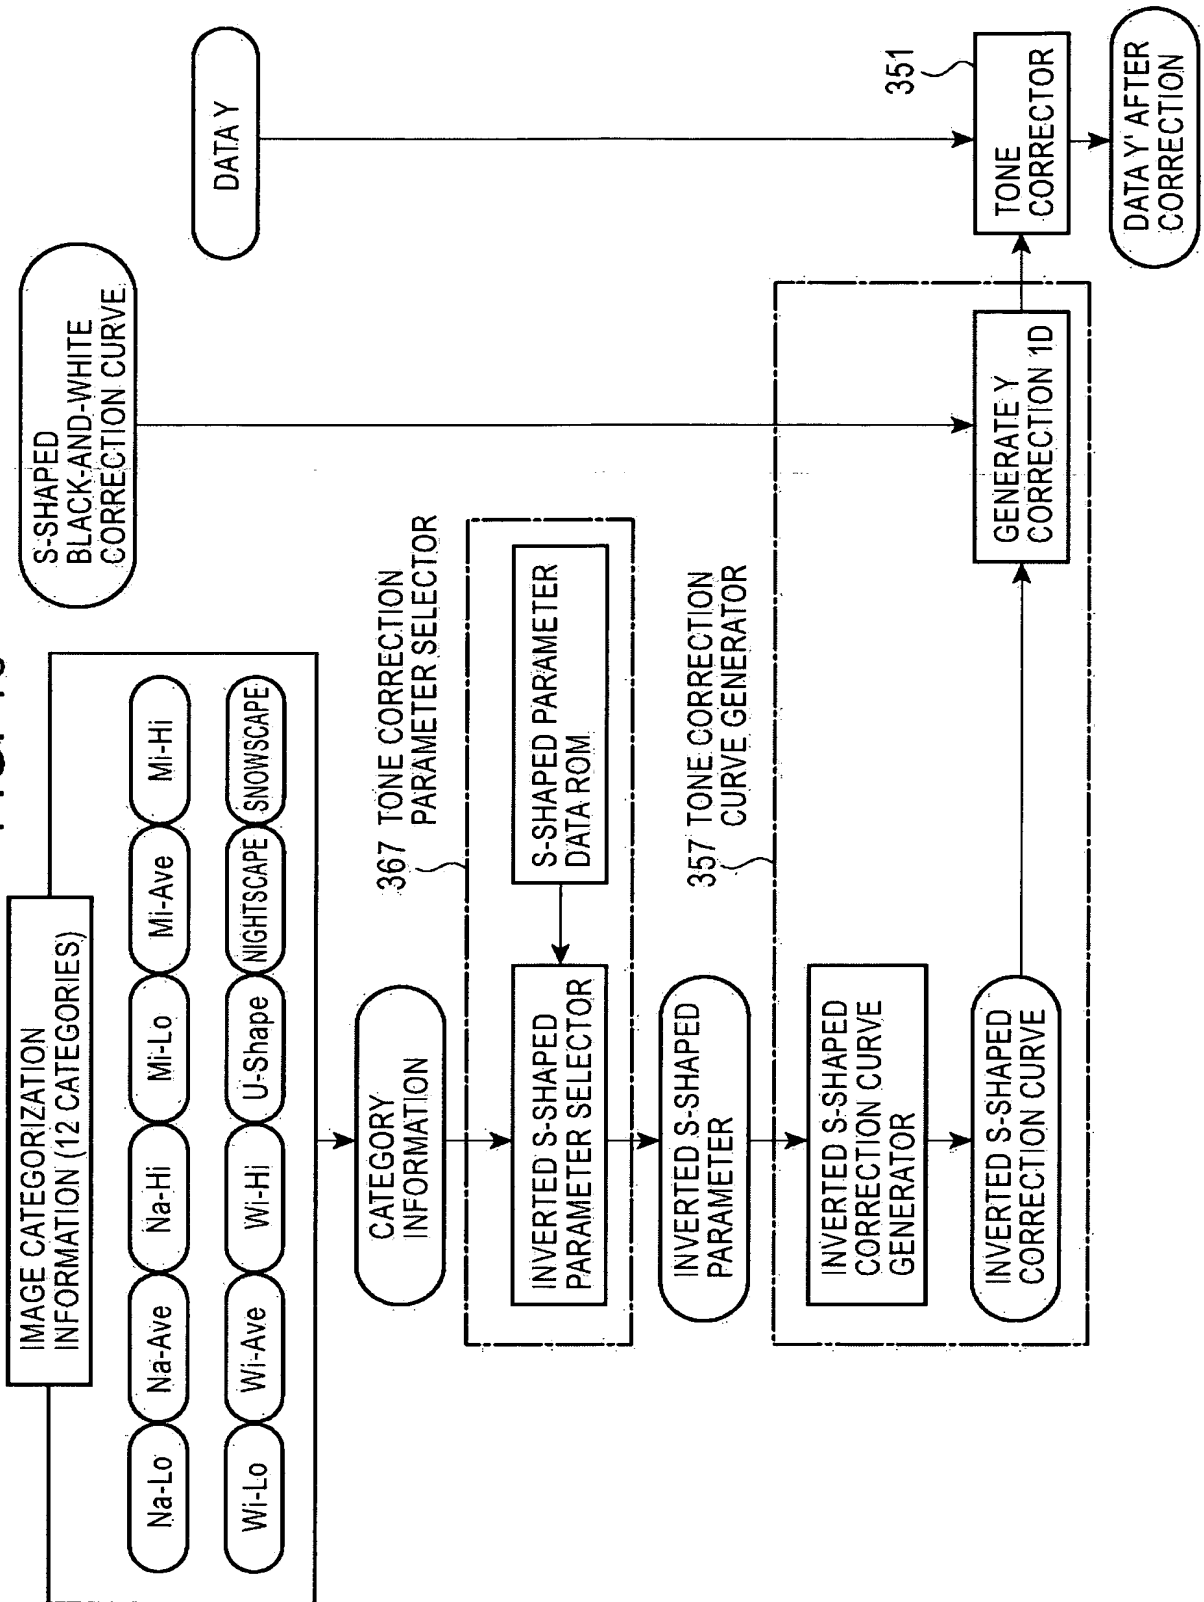 IMAGE CATEGORIZATION
INFORMATION (12 CATEGORIES)
Na-Lo
Na-Ave
Na-Hi
Mi-Lo
Mi-Ave
Mi-Hi
Wi-Lo
Wi-Ave
Wi-Hi
U-Shape
NIGHTSCAPE
SNOWSCAPE
S-SHAPED
BLACK-AND-WHITE
CORRECTION CURVE
DATA Y
CATEGORY
INFORMATION
367 TONE CORRECTION
PARAMETER SELECTOR
INVERTED S-SHAPED
PARAMETER SELECTOR
S-SHAPED PARAMETER
DATA ROM
INVERTED S-SHAPED
PARAMETER
357 TONE CORRECTION
CURVE GENERATOR
INVERTED S-SHAPED
CORRECTION CURVE
GENERATOR
INVERTED S-SHAPED
CORRECTION CURVE
GENERATE Y
CORRECTION 1D
351
TONE
CORRECTOR
DATA Y' AFTER
CORRECTION